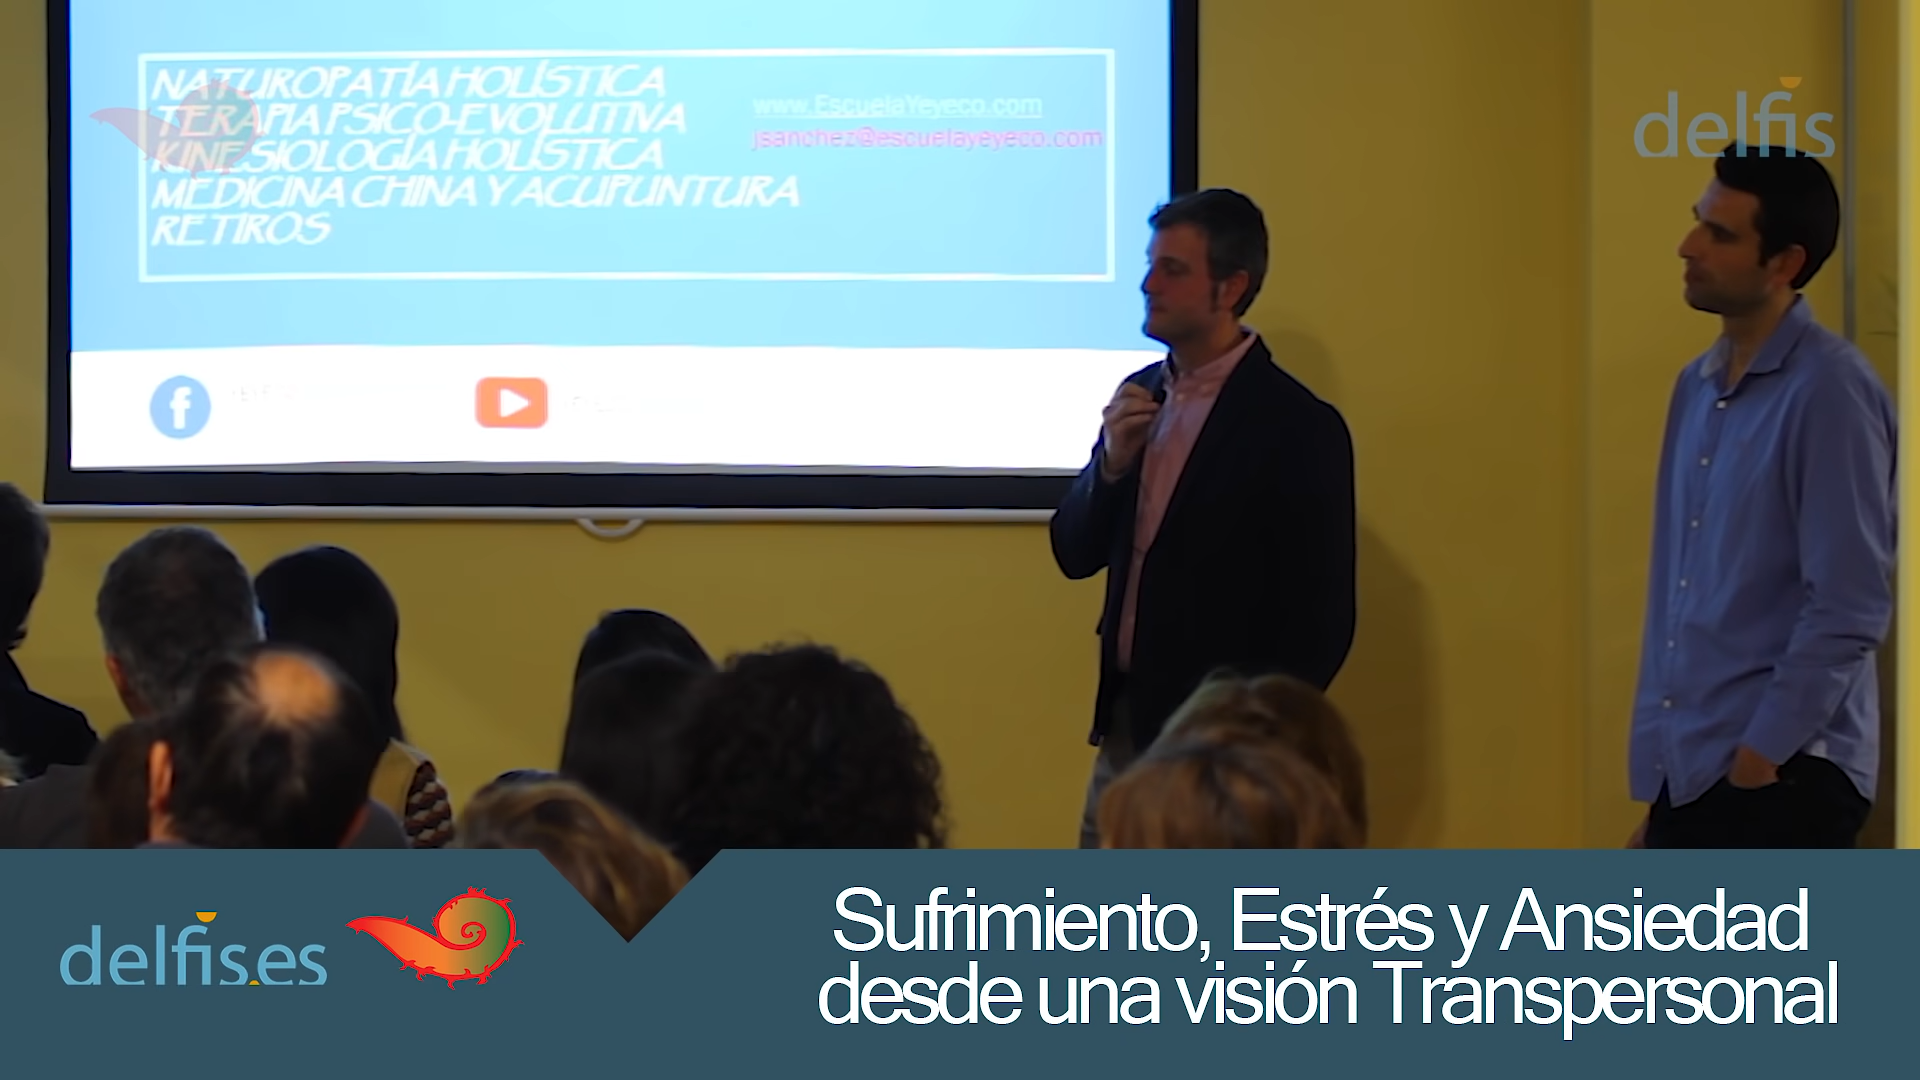 NATUROPATÍA HOLÍSTICA
TERAPIA PSICO-EVOLUTIVA
KINESIOLOGÍA HOLÍSTICA
MEDICINA CHINA Y ACUPUNTURA
RETIROS
www.EscuelaYeyeco.com
jsanchez@escuelayeyeco.com
f
delfis
delfis.es
Sufrimiento, Estrés y Ansiedad
desde una visión Transpersonal